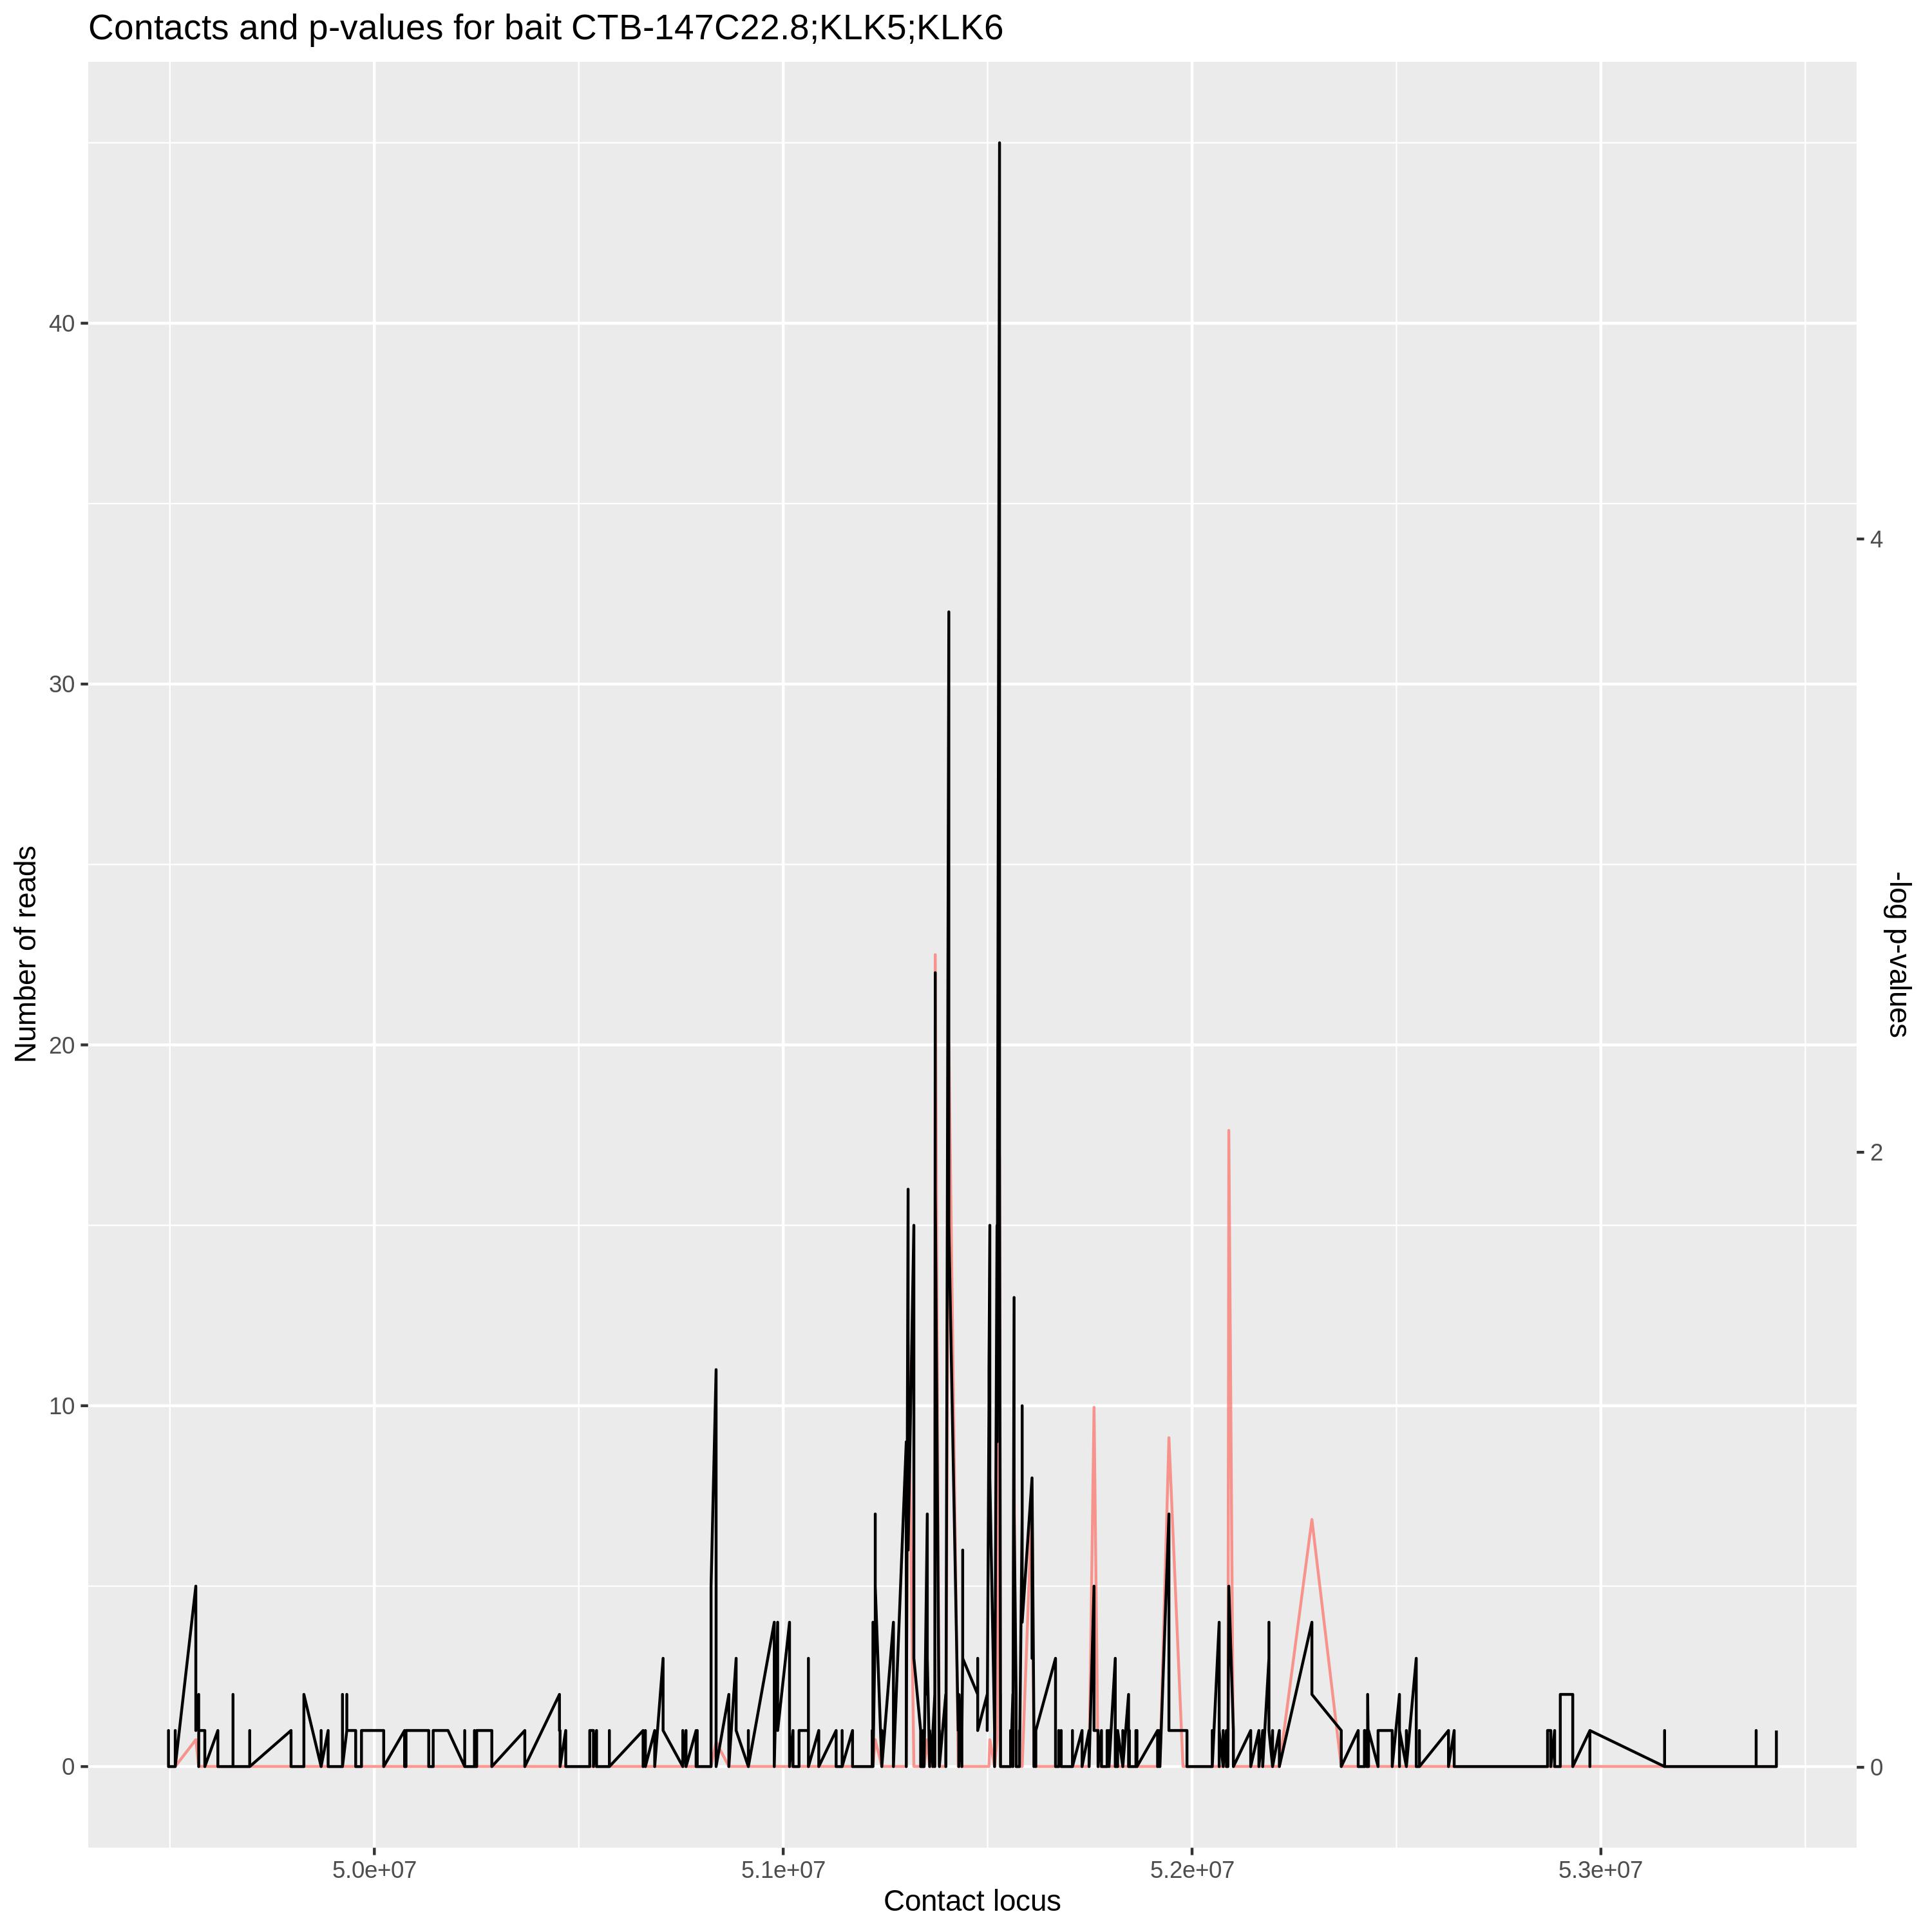 Contacts and p-values for bait CTB-147C22.8;KLK5;KLK6
Number of reads
40
30
20
10
0
4
2
0
-log p-values
5.0e+07
5.1e+07
5.2e+07
5.3e+07
Contact locus